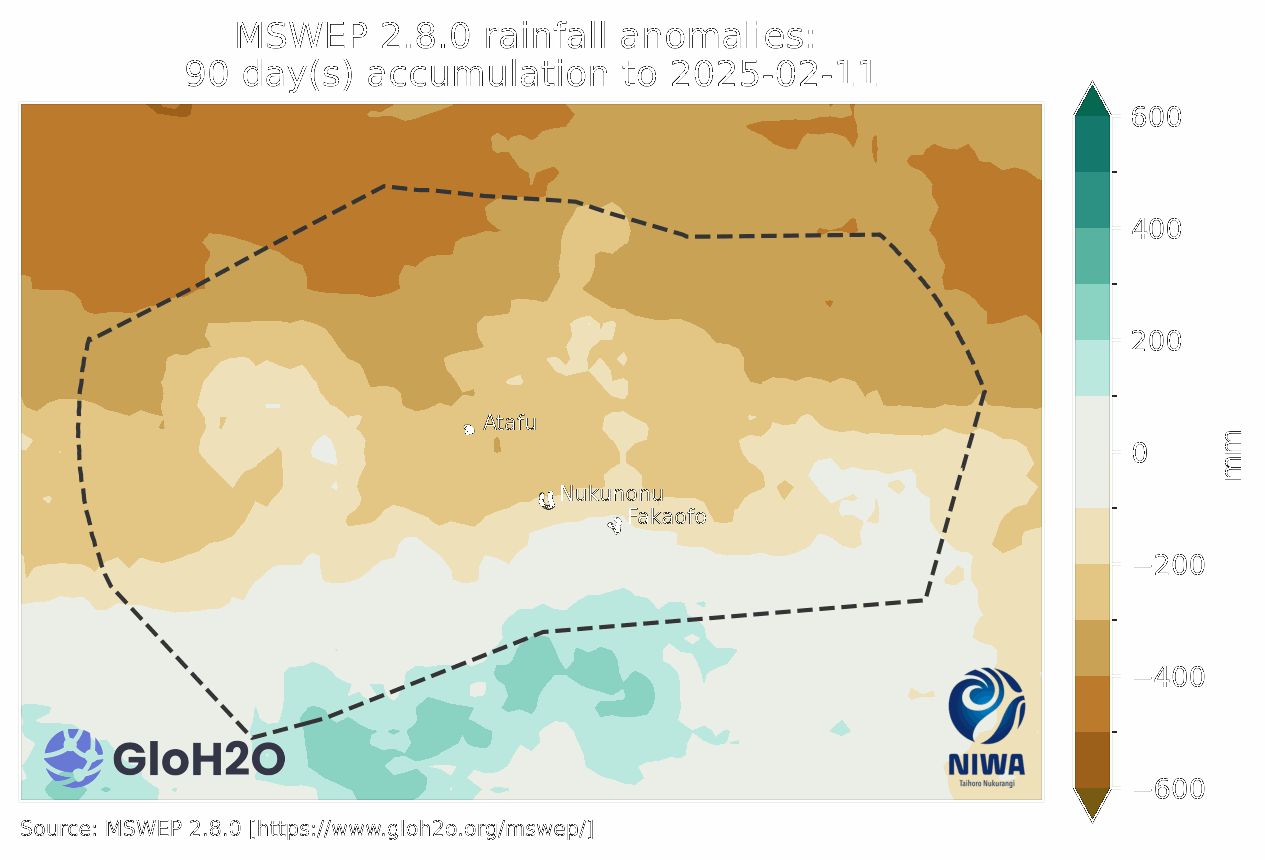 MSWEP 2.8.0 rainfall anomalies:
90 day(s) accumulation to 2025-02-11
600
400
200
0
−200
−400
−600
mm
Atafu
Nukunonu
Fakaofo
GloH2O
NIWA
Taihoro Nukurangi
Source: MSWEP 2.8.0 [https://www.gloh2o.org/mswep/]